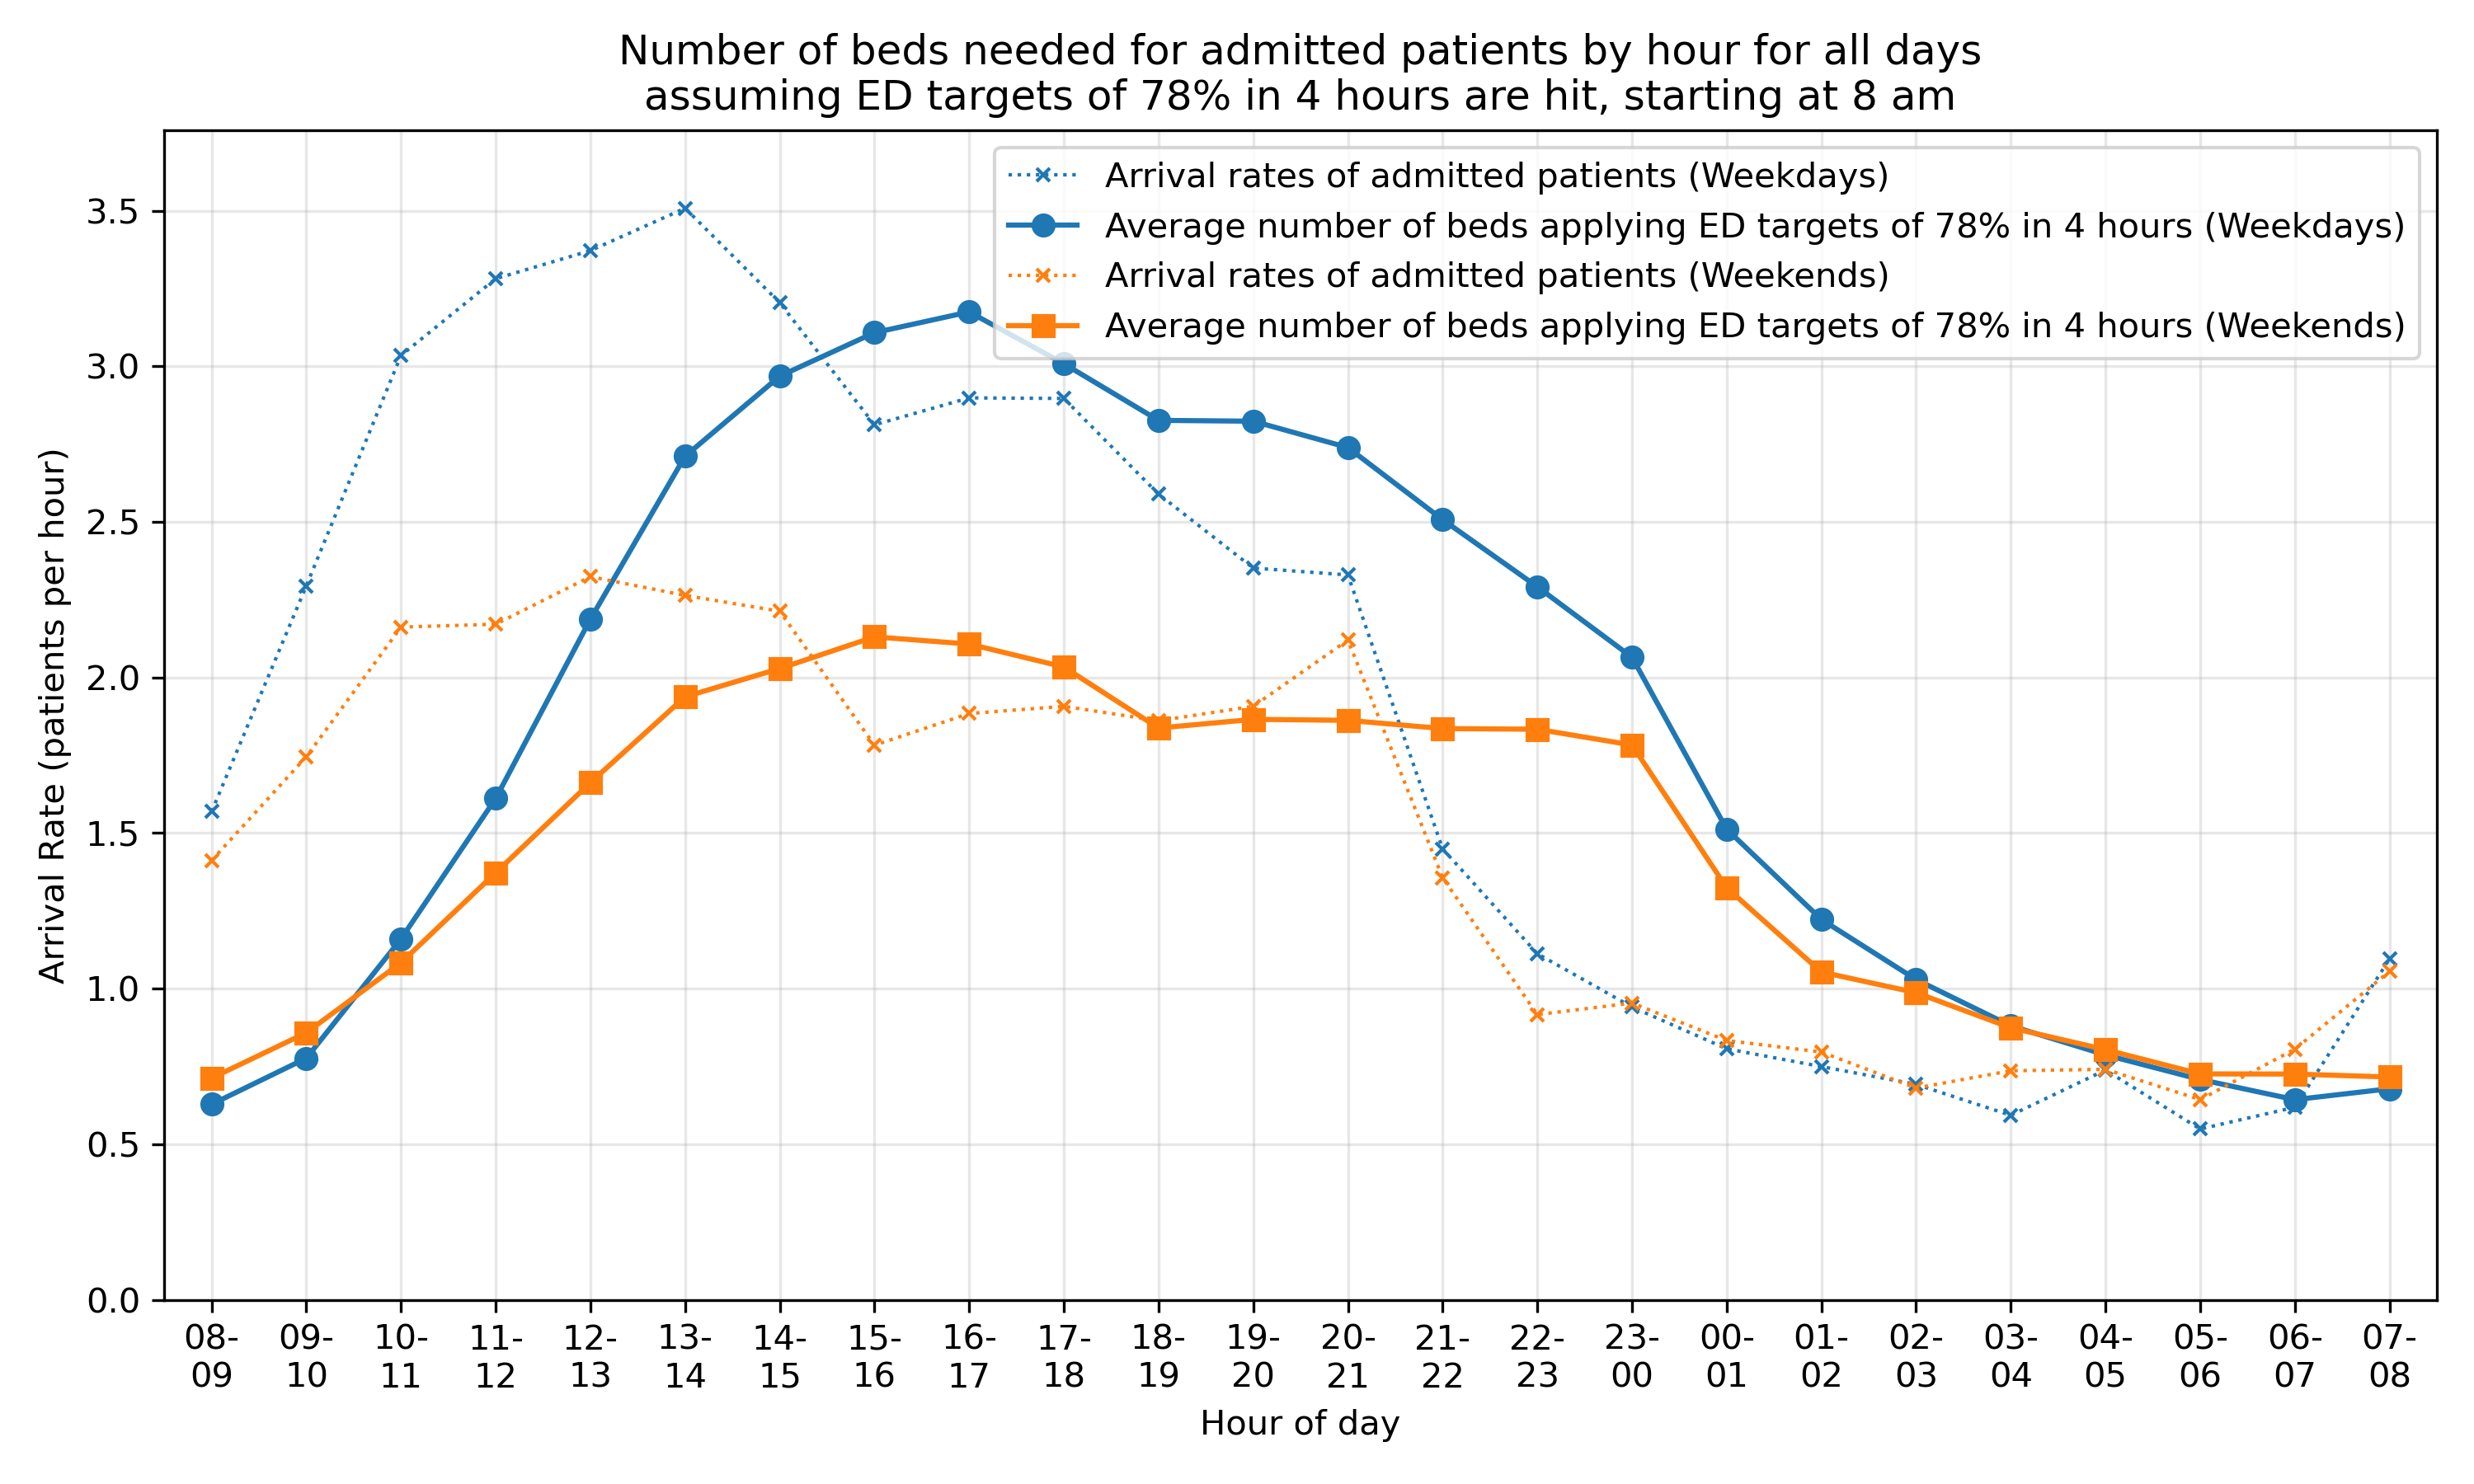 Number of beds needed for admitted patients by hour for all days
assuming ED targets of 78% in 4 hours are hit, starting at 8 am
Arrival rates of admitted patients (Weekdays)
Average number of beds applying ED targets of 78% in 4 hours (Weekdays)
Arrival rates of admitted patients (Weekends)
Average number of beds applying ED targets of 78% in 4 hours (Weekends)
Arrival Rate (patients per hour)
3.5
3.0
2.5
2.0
1.5
1.0
0.5
0.0
08- 09- 10- 11- 12- 13- 14- 15- 16- 17- 18- 19- 20- 21- 22- 23- 00- 01- 02- 03- 04- 05- 06- 07-
09 10 11 12 13 14 15 16 17 18 19 20 21 22 23 00 01 02 03 04 05 06 07 08
Hour of day